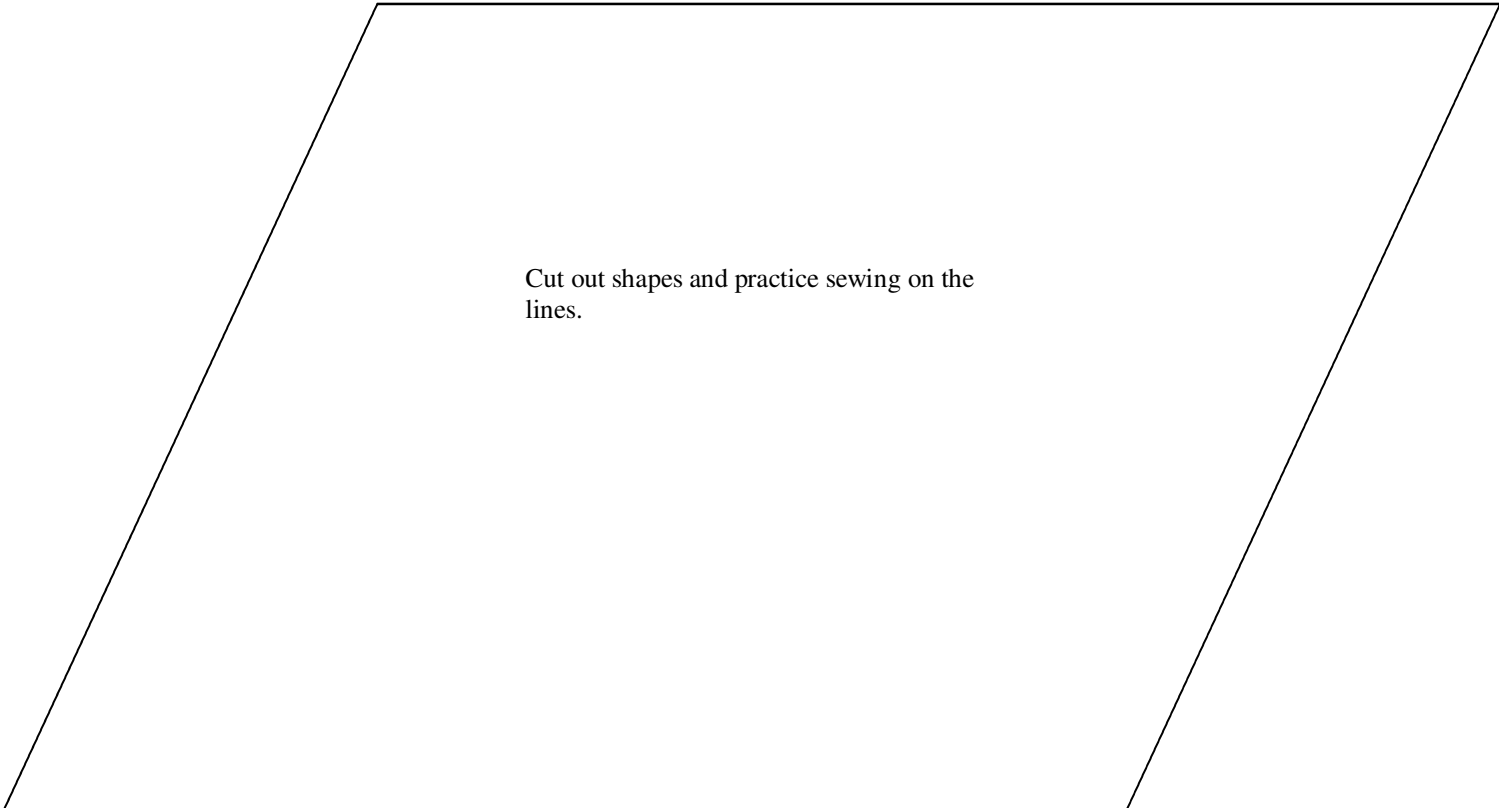 Cut out shapes and practice sewing on the
lines.